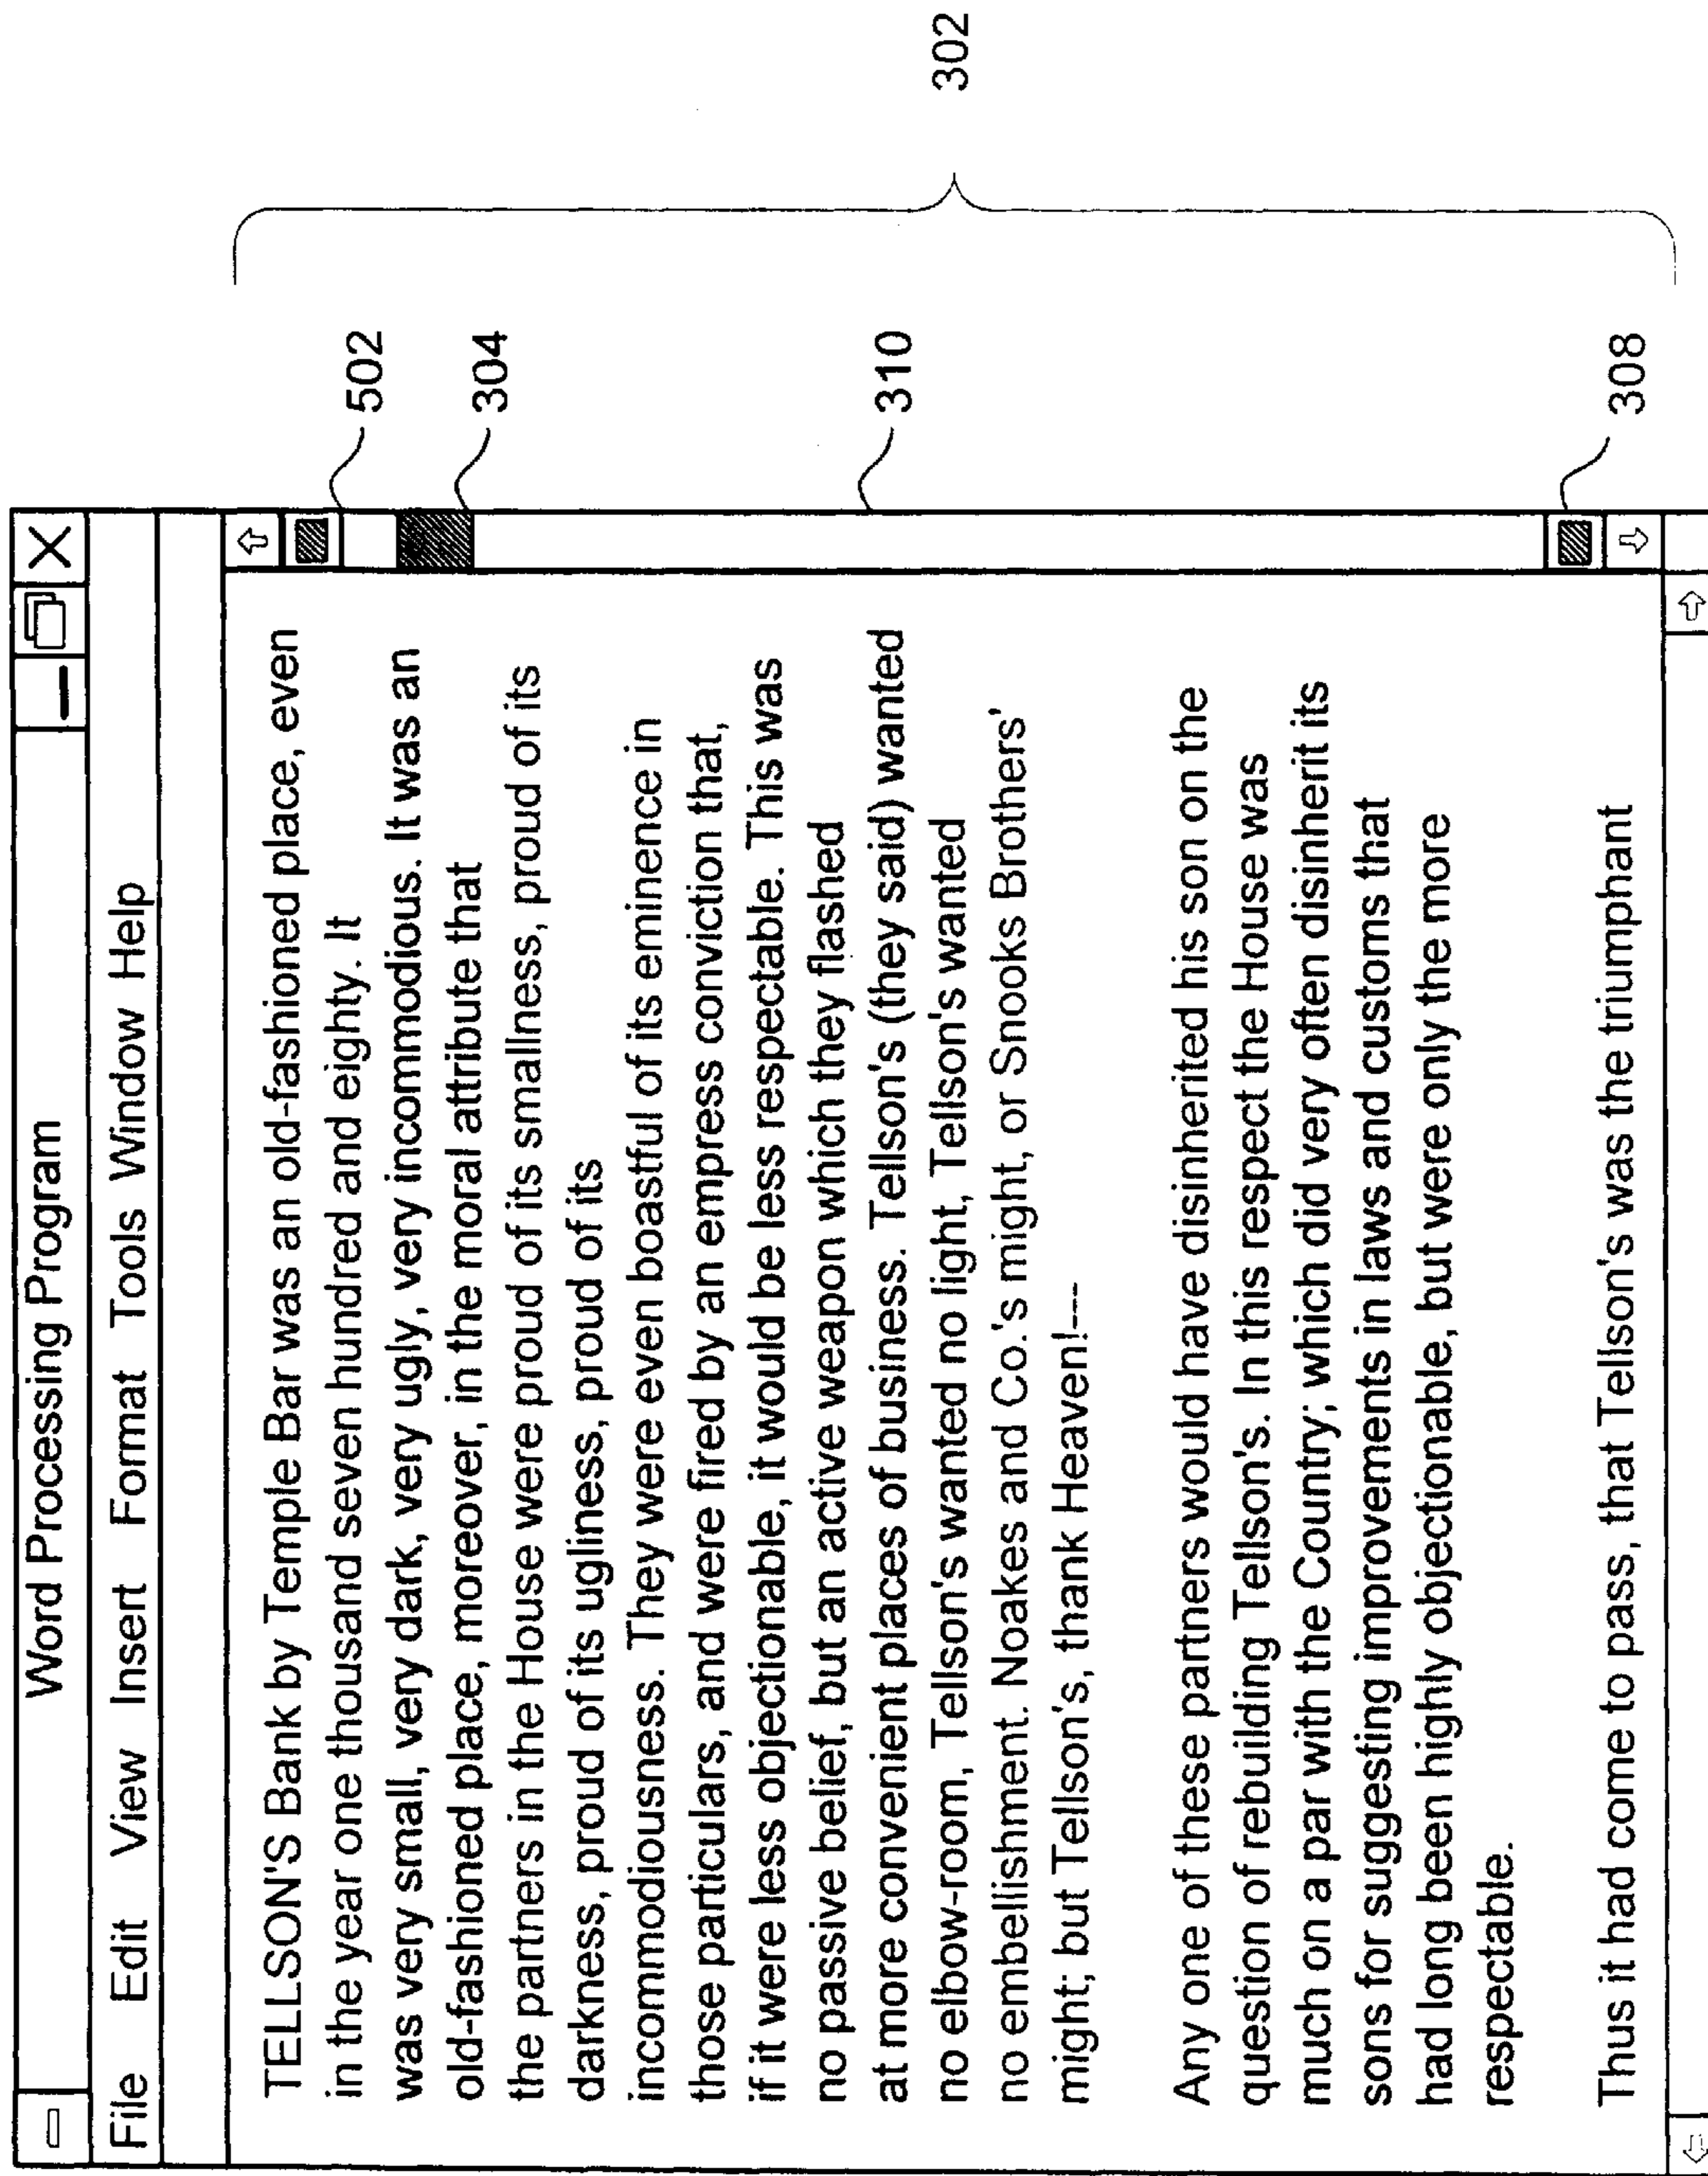 Word Processing Program
File Edit View Insert Format Tools Window Help
TELLSON'S Bank by Temple Bar was an old-fashioned place, even
in the year one thousand seven hundred and eighty. It
was very small, very dark, very ugly, very incommodious. It was an
old-fashioned place, moreover, in the moral attribute that
the partners in the House were proud of its smallness, proud of its
darkness, proud of its ugliness, proud of its
incommodiousness. They were even boastful of its eminence in
those particulars, and were fired by an empress conviction that,
if it were less objectionable, it would be less respectable. This was
no passive belief, but an active weapon which they flashed
at more convenient places of business. Tellson's (they said) wanted
no elbow-room, Tellson's wanted no light, Tellson's wanted
no embellishment. Noakes and Co.'s might, or Snooks Brothers'
might; but Tellson's, thank Heaven!---
Any one of these partners would have disinherited his son on the
question of rebuilding Tellson's. In this respect the House was
much on a par with the Country; which did very often disinherit its
sons for suggesting improvements in laws and customs that
had long been highly objectionable, but were only the more
respectable.
Thus it had come to pass, that Tellson's was the triumphant
502
304
310
308
302